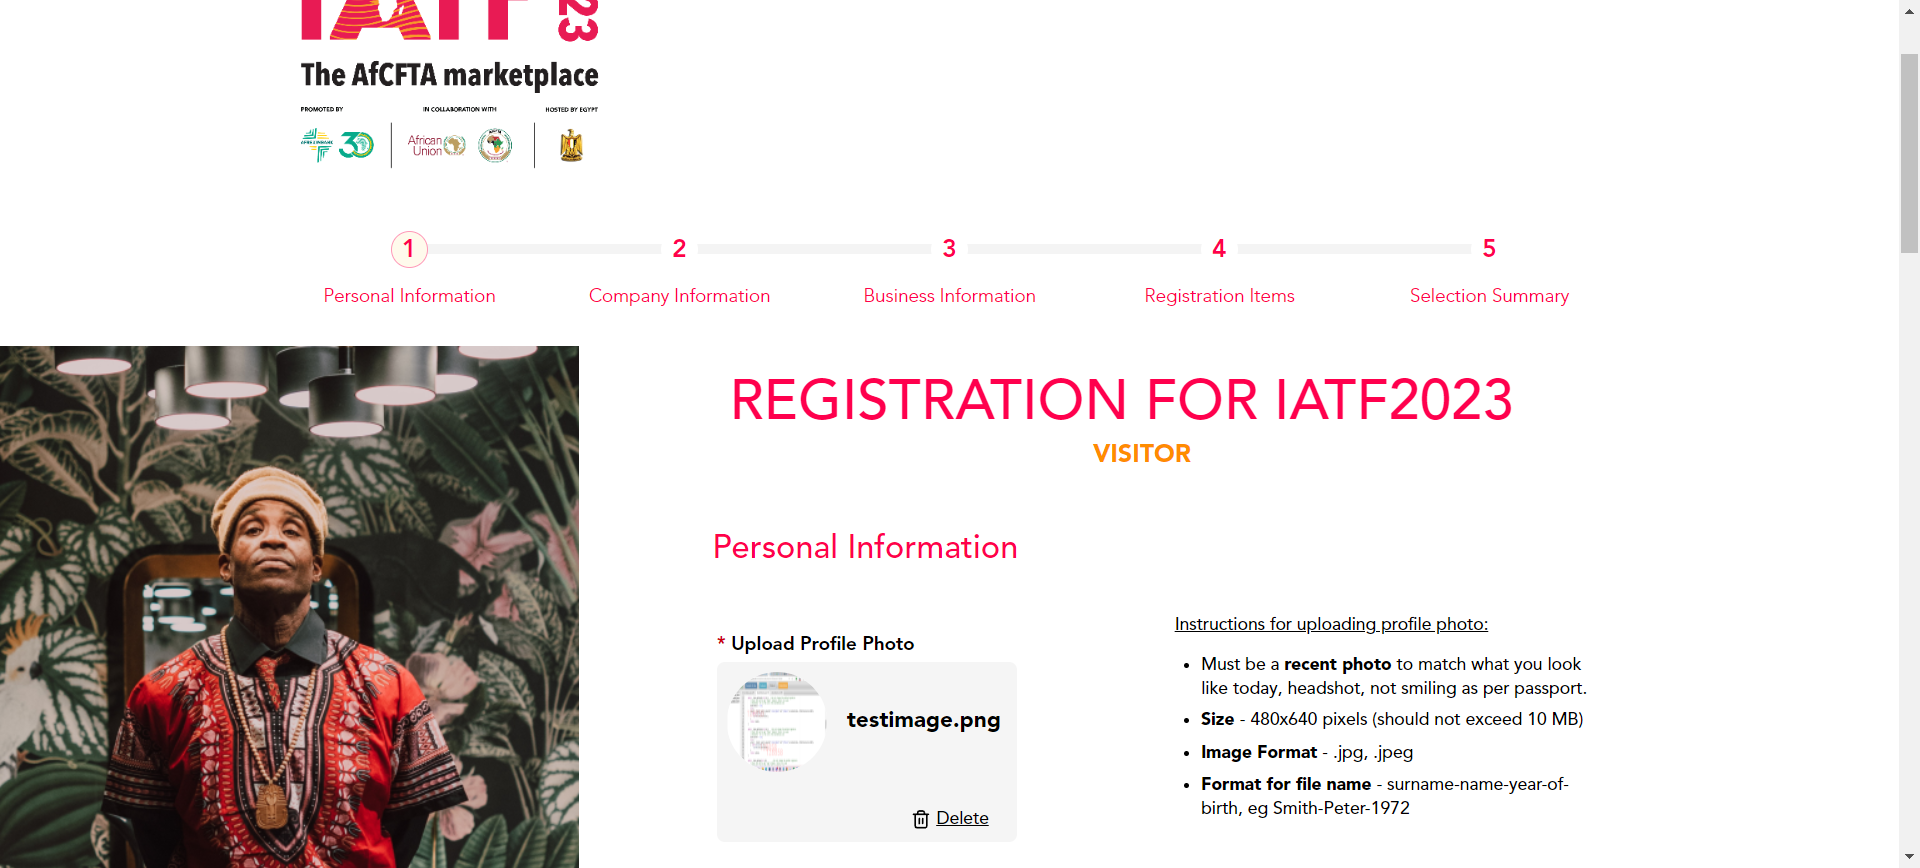 IATF 23
The AfCFTA marketplace
PROMOTED BY
IN COLLABORATION WITH
HOSTED BY EGYPT
30
African
Union
1
2
3
4
5
Personal Information
Company Information
Business Information
Registration Items
Selection Summary
REGISTRATION FOR IATF2023
VISITOR
Personal Information
* Upload Profile Photo
testimage.png
Delete
Instructions for uploading profile photo:
• Must be a recent photo to match what you look
like today, headshot, not smiling as per passport.
• Size - 480x640 pixels (should not exceed 10 MB)
• Image Format - .jpg, .jpeg
• Format for file name - surname-name-year-of-
birth, eg Smith-Peter-1972